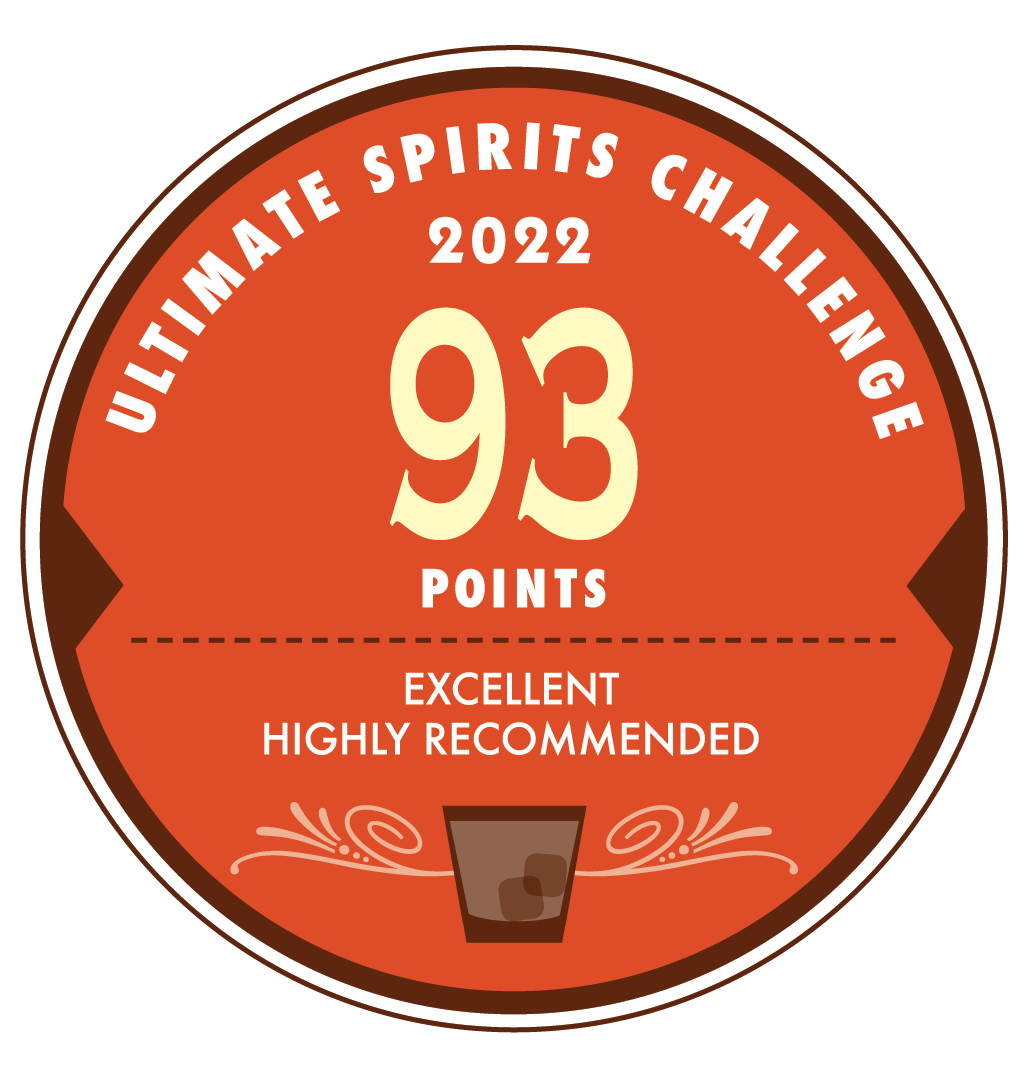 ULTIMATE SPIRITS CHALLENGE
2022
93
POINTS
EXCELLENT
HIGHLY RECOMMENDED